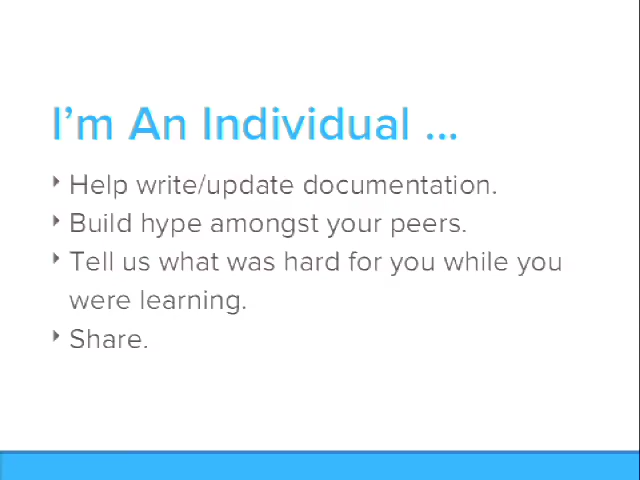 I’m An Individual ...
‣ Help write/update documentation.
‣ Build hype amongst your peers.
‣ Tell us what was hard for you while you
were learning.
‣ Share.